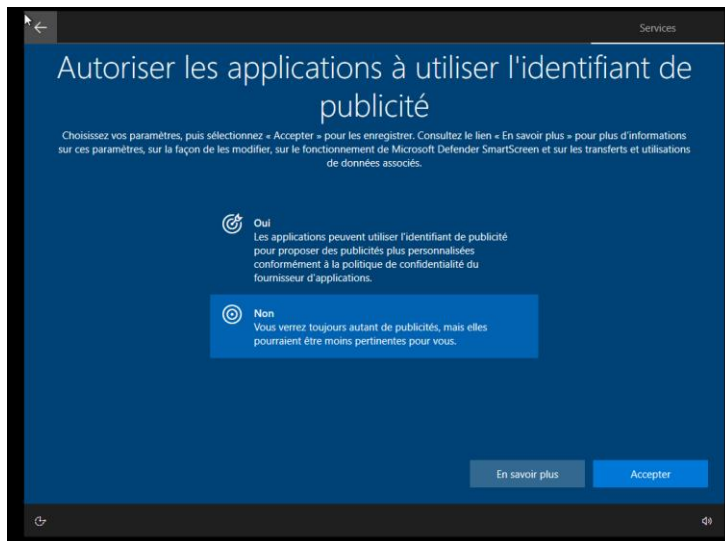 Services
Autoriser les applications à utiliser l'identifiant de
publicité
Choisissez vos paramètres, puis sélectionnez « Accepter » pour les enregistrer. Consultez le lien « En savoir plus » pour plus d'informations
sur ces paramètres, sur la façon de les modifier, sur le fonctionnement de Microsoft Defender SmartScreen et sur les transferts et utilisations
de données associés.
Oui
Les applications peuvent utiliser l'identifiant de publicité
pour proposer des publicités plus personnalisées
conformément à la politique de confidentialité du
fournisseur d'applications.
Non
Vous verrez toujours autant de publicités, mais elles
pourraient être moins pertinentes pour vous.
En savoir plus
Accepter